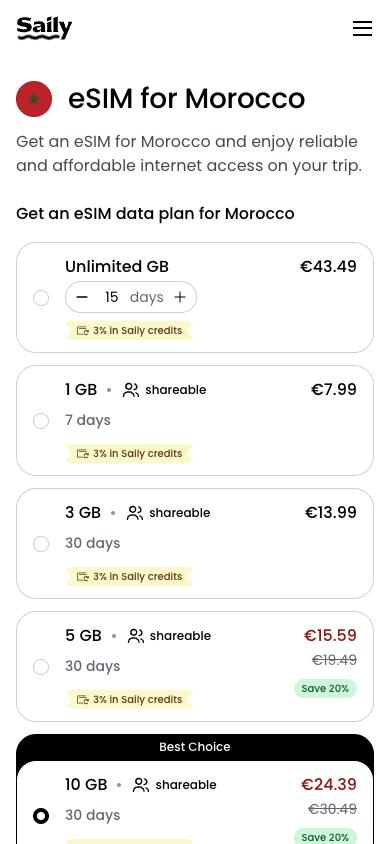 Saily
eSIM for Morocco
Get an eSIM for Morocco and enjoy reliable
and affordable internet access on your trip.
Get an eSIM data plan for Morocco
Unlimited GB €43.49
− 15 days +
3% in Saily credits
1 GB • shareable €7.99
7 days
3% in Saily credits
3 GB • shareable €13.99
30 days
3% in Saily credits
5 GB • shareable €15.59
30 days €19.49
Save 20%
3% in Saily credits
Best Choice
10 GB • shareable €24.39
30 days €30.49
Save 20%